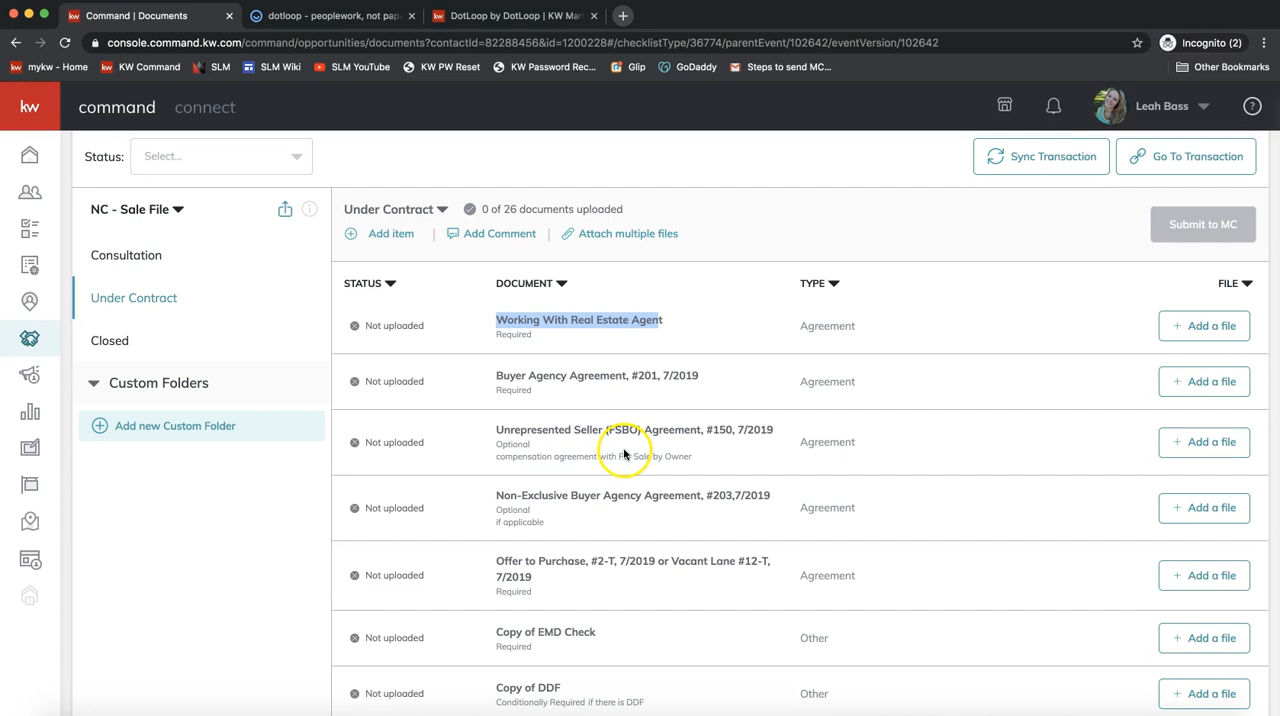 Command | Documents
dotloop - peoplework, not pap
DotLoop by DotLoop | KW Mar
console.command.kw.com/command/opportunities/documents?contactId=82288456&id=1200228#/checklistType/36774/parentEvent/102642/eventVersion/102642
Incognito (2)
mykw - Home
KW Command
SLM
SLM Wiki
SLM YouTube
KW PW Reset
KW Password Rec...
Glip
GoDaddy
Steps to send MC...
Other Bookmarks
kw
command
connect
Leah Bass
Status:
Select...
Sync Transaction
Go To Transaction
NC - Sale File
Consultation
Under Contract
Closed
Custom Folders
Add new Custom Folder
Under Contract
0 of 26 documents uploaded
Add item
Add Comment
Attach multiple files
Submit to MC
STATUS
DOCUMENT
TYPE
FILE
Not uploaded
Working With Real Estate Agent
Required
Agreement
+ Add a file
Not uploaded
Buyer Agency Agreement, #201, 7/2019
Required
Agreement
+ Add a file
Not uploaded
Unrepresented Seller (FSBO) Agreement, #150, 7/2019
Optional
compensation agreement with For Sale by Owner
Agreement
+ Add a file
Not uploaded
Non-Exclusive Buyer Agency Agreement, #203,7/2019
Optional
if applicable
Agreement
+ Add a file
Not uploaded
Offer to Purchase, #2-T, 7/2019 or Vacant Lane #12-T,
7/2019
Required
Agreement
+ Add a file
Not uploaded
Copy of EMD Check
Required
Other
+ Add a file
Not uploaded
Copy of DDF
Conditionally Required if there is DDF
Other
+ Add a file